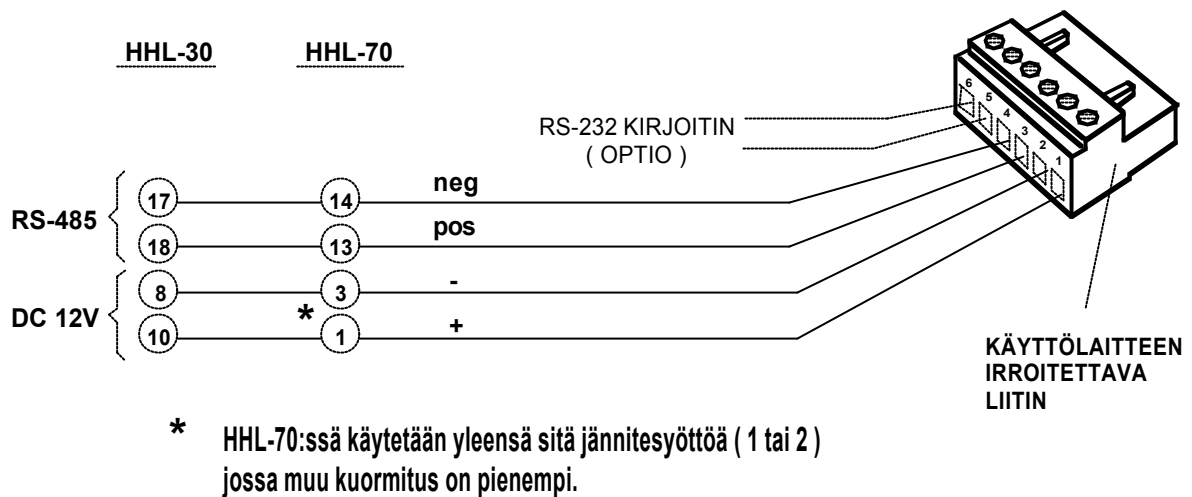 HHL-30 HHL-70
6 5 4 3 2 1
RS-232 KIRJOITIN
( OPTIO )
RS-485
17 14 neg
18 13 pos
DC 12V
8 3 -
10 * 1 +
KÄYTTÖLAITTEEN
IRROITETTAVA
LIITIN
* HHL-70:ssä käytetään yleensä sitä jännitesyöttöä ( 1 tai 2 )
jossa muu kuormitus on pienempi.